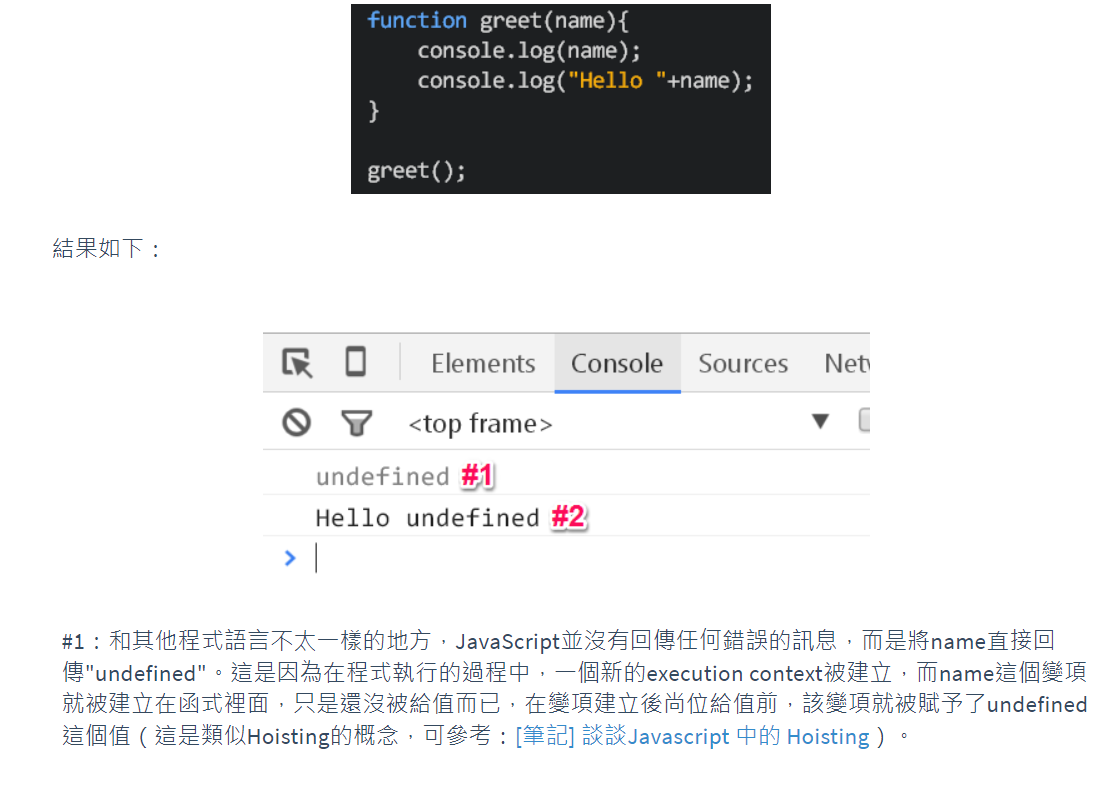 function greet(name){
    console.log(name);
    console.log("Hello "+name);
}
greet();
結果如下：
Elements Console Sources Netv
<top frame>
undefined #1
Hello undefined #2
#1：和其他程式語言不太一樣的地方，JavaScript並沒有回傳任何錯誤的訊息，而是將name直接回
傳"undefined"。這是因為在程式執行的過程中，一個新的execution context被建立，而name這個變項
就被建立在函式裡面，只是還沒被給值而已，在變項建立後尚位給值前，該變項就被賦予了undefined
這個值（這是類似Hoisting的概念，可參考：[筆記] 談談Javascript 中的 Hoisting）。